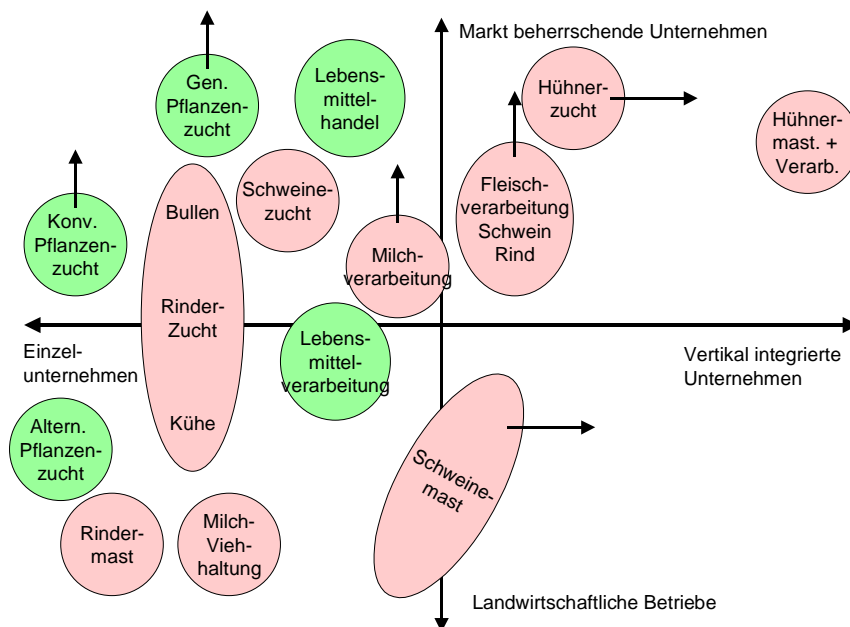 Markt beherrschende Unternehmen
Gen.
Pflanzen-
zucht
Lebens-
mittel-
handel
Hühner-
zucht
Hühner-
mast. +
Verarb.
Schweine-
zucht
Fleisch-
verarbeitung
Schwein
Rind
Konv.
Pflanzen-
zucht
Bullen
Rinder-
Zucht
Kühe
Milch-
verarbeitung
Einzel-
unternehmen
Lebens-
mittel-
verarbeitung
Vertikal integrierte
Unternehmen
Altern.
Pflanzen-
zucht
Schweine-
mast
Rinder-
mast
Milch-
Vieh-
haltung
Landwirtschaftliche Betriebe